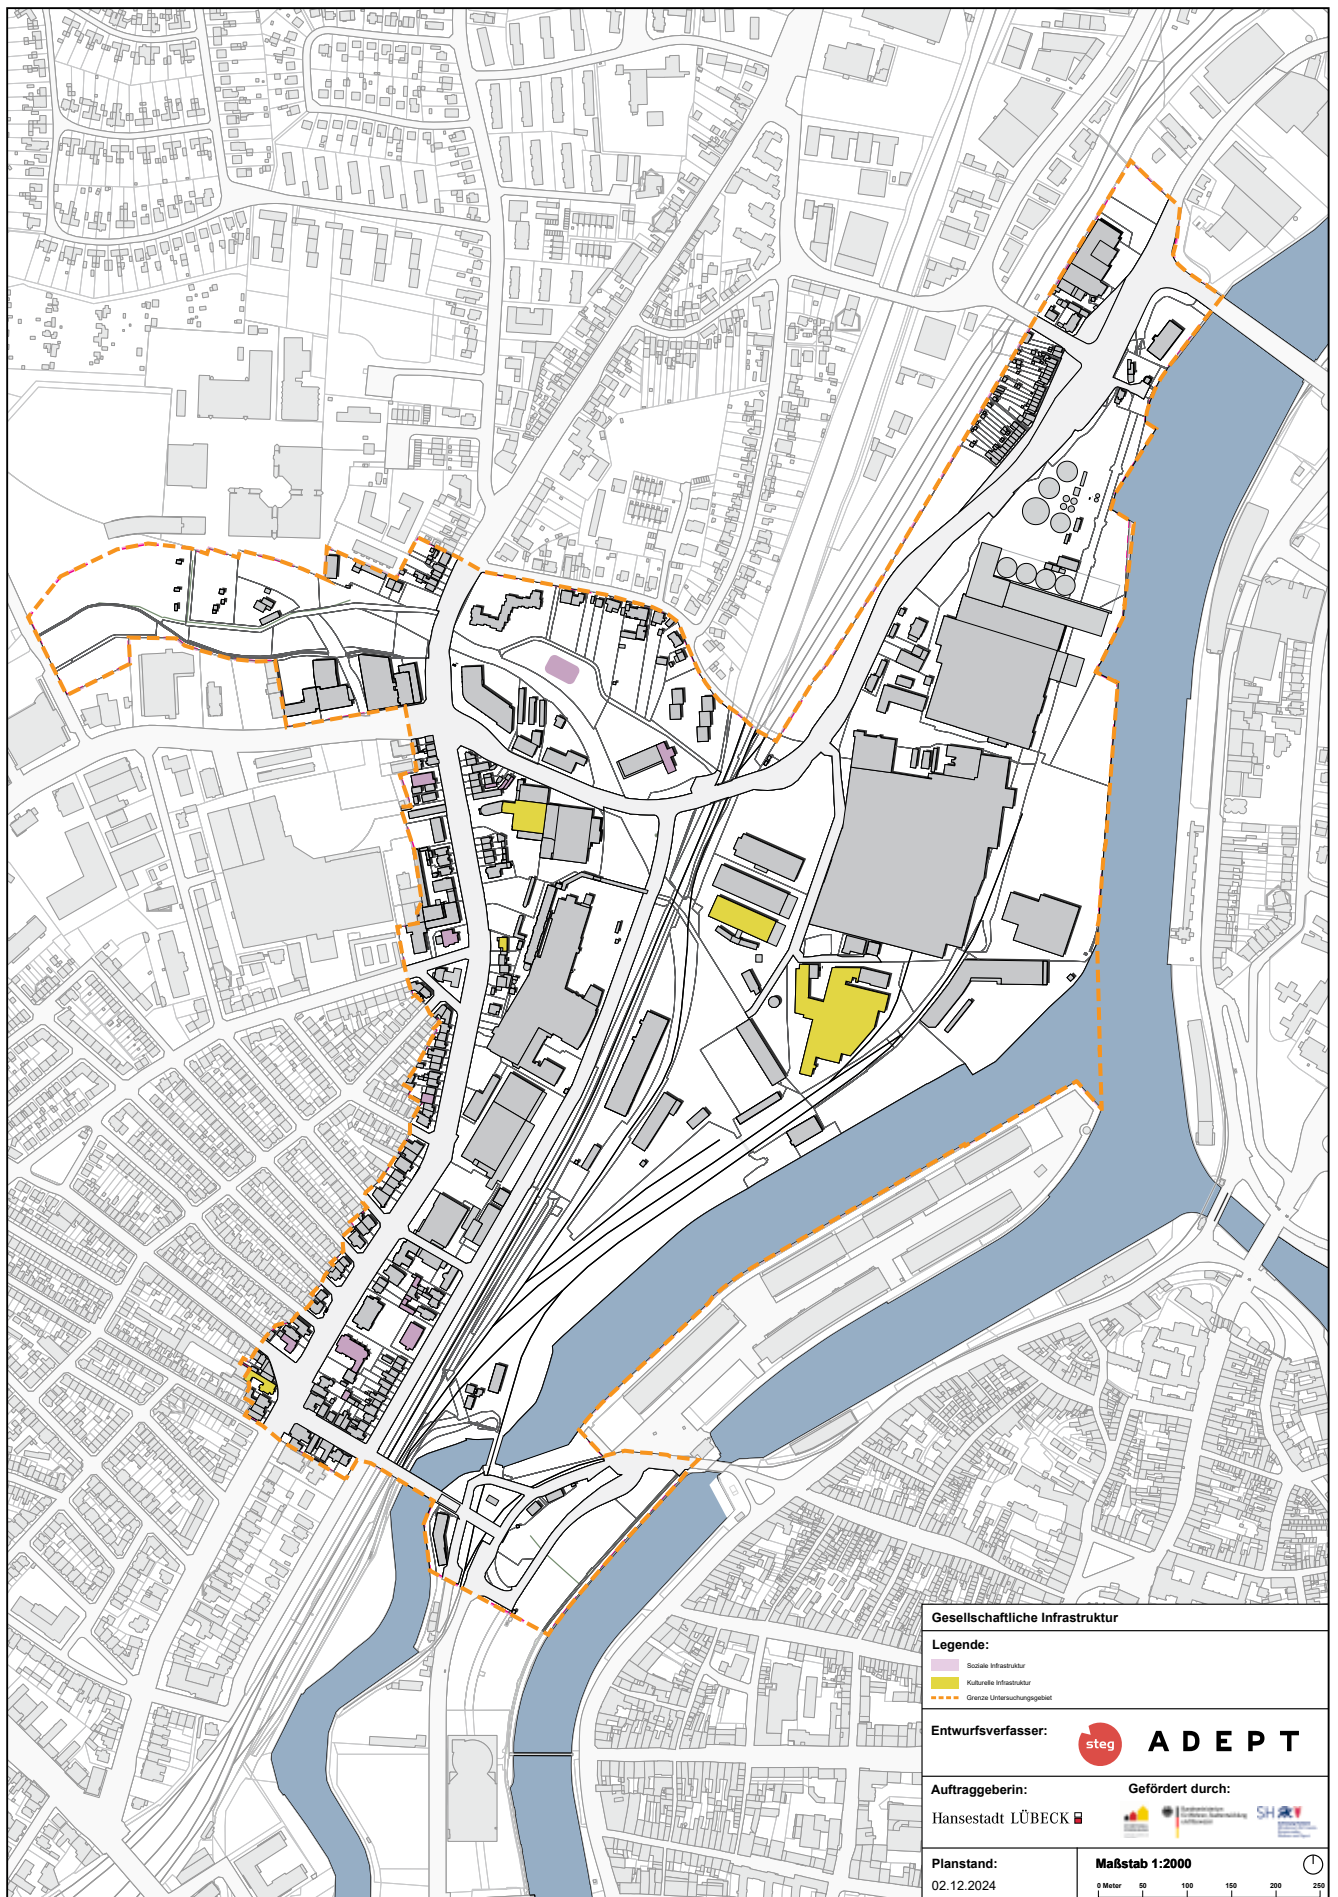 Gesellschaftliche Infrastruktur
Legende:
Soziale Infrastruktur
Kulturelle Infrastruktur
Grenze Untersuchungsgebiet
Entwurfsverfasser:
steg
ADEPT
Auftraggeberin:
Gefördert durch:
Hansestadt LÜBECK
SH
Planstand:
02.12.2024
Maßstab 1:2000
0 Meter 50 100 150 200 250